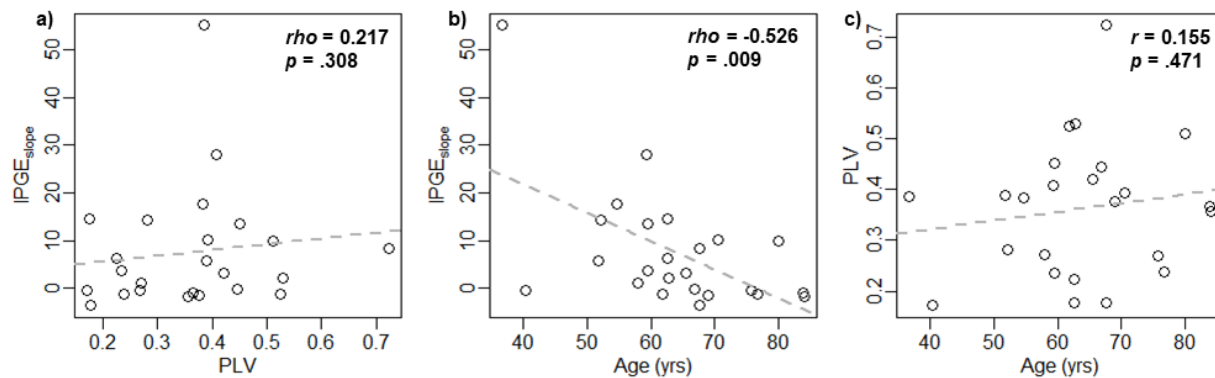 a)
rho = 0.217
p = .308
IPGEslope
0 10 20 30 40 50
0.2 0.3 0.4 0.5 0.6 0.7
PLV
b)
rho = -0.526
p = .009
IPGEslope
0 10 20 30 40 50
40 50 60 70 80
Age (yrs)
c)
r = 0.155
p = .471
PLV
0.2 0.3 0.4 0.5 0.6 0.7
40 50 60 70 80
Age (yrs)